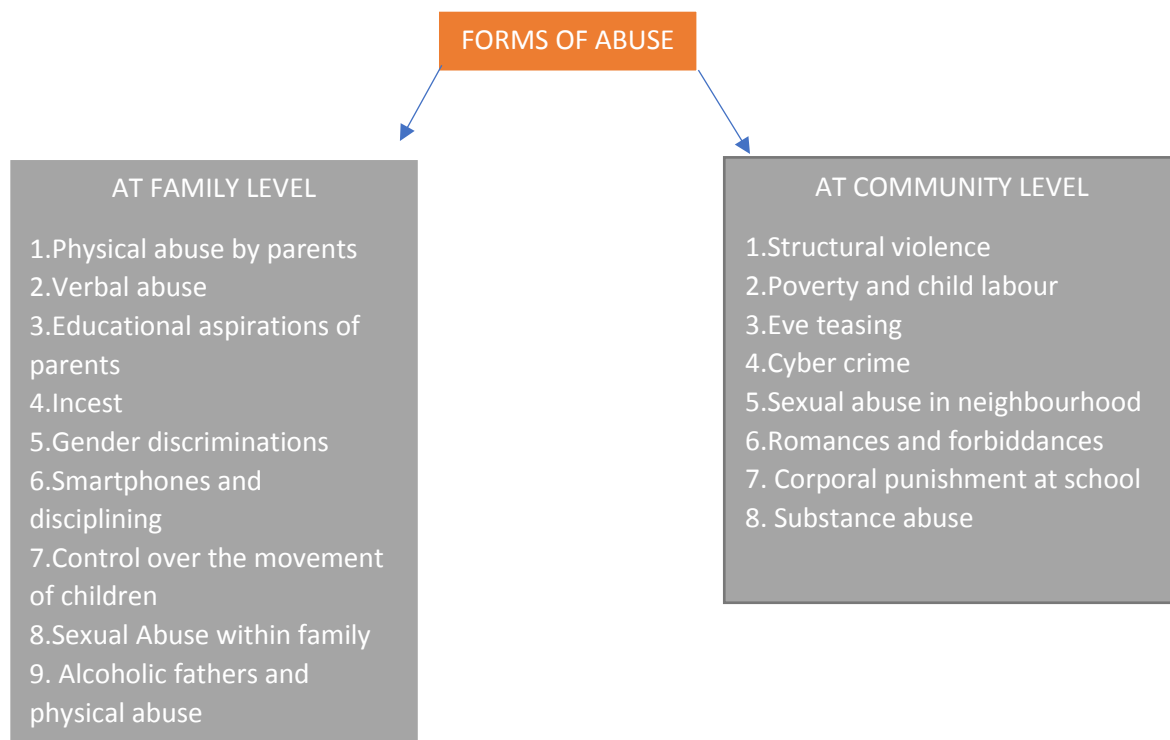 FORMS OF ABUSE
AT FAMILY LEVEL
1.Physical abuse by parents
2.Verbal abuse
3.Educational aspirations of
parents
4.Incest
5.Gender discriminations
6.Smartphones and
disciplining
7.Control over the movement
of children
8.Sexual Abuse within family
9. Alcoholic fathers and
physical abuse
AT COMMUNITY LEVEL
1.Structural violence
2.Poverty and child labour
3.Eve teasing
4.Cyber crime
5.Sexual abuse in neighbourhood
6.Romances and forbiddances
7. Corporal punishment at school
8. Substance abuse